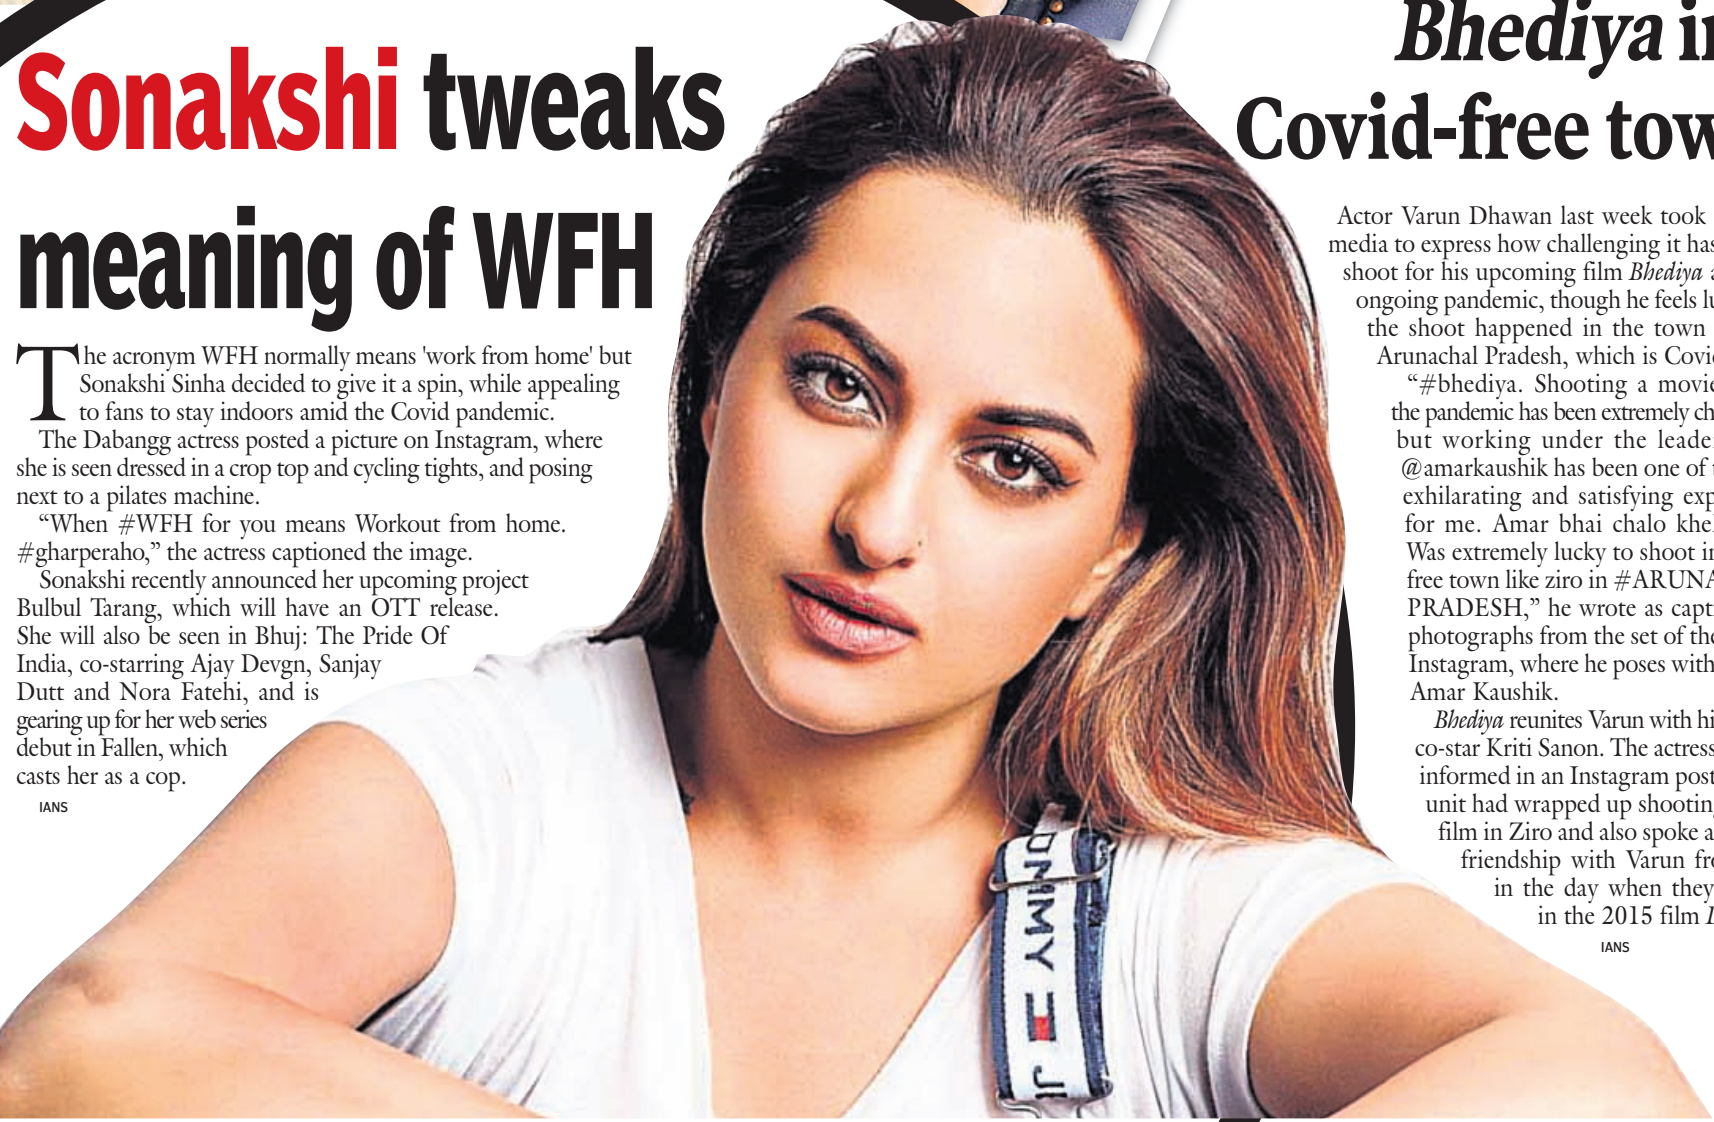 Sonakshi tweaks
meaning of WFH
The acronym WFH normally means 'work from home' but
Sonakshi Sinha decided to give it a spin, while appealing
to fans to stay indoors amid the Covid pandemic.
The Dabangg actress posted a picture on Instagram, where
she is seen dressed in a crop top and cycling tights, and posing
next to a pilates machine.
“When #WFH for you means Workout from home.
#gharperaho,” the actress captioned the image.
Sonakshi recently announced her upcoming project
Bulbul Tarang, which will have an OTT release.
She will also be seen in Bhuj: The Pride Of
India, co-starring Ajay Devgn, Sanjay
Dutt and Nora Fatehi, and is
gearing up for her web series
debut in Fallen, which
casts her as a cop.
IANS
OMMY
Bhediya
Covid-free
Actor Varun Dhawan last week took
media to express how challenging it has
shoot for his upcoming film Bhediya
ongoing pandemic, though he feels
the shoot happened in the town
Arunachal Pradesh, which is
“#bhediya. Shooting a
the pandemic has been extremely
but working under the
@amarkaushik has been one of
exhilarating and satisfying
for me. Amar bhai chalo
Was extremely lucky to shoot
free town like ziro in
PRADESH,” he wrote as
photographs from the set of the
Instagram, where he poses with
Amar Kaushik.
Bhediya reunites Varun with
co-star Kriti Sanon. The actress
informed in an Instagram post
unit had wrapped up
film in Ziro and also spoke
friendship with Varun
in the day when they
in the 2015 film
IANS